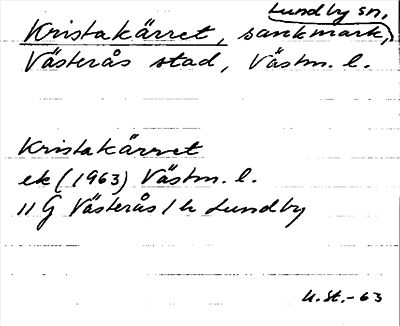 Lundby sn,
Kristakärret, sankmark,
Västerås stad, Västm. l.
Kristakärret
ek (1963) Västm. l.
11 G Västerås 1 h Lundby
U. St. - 63